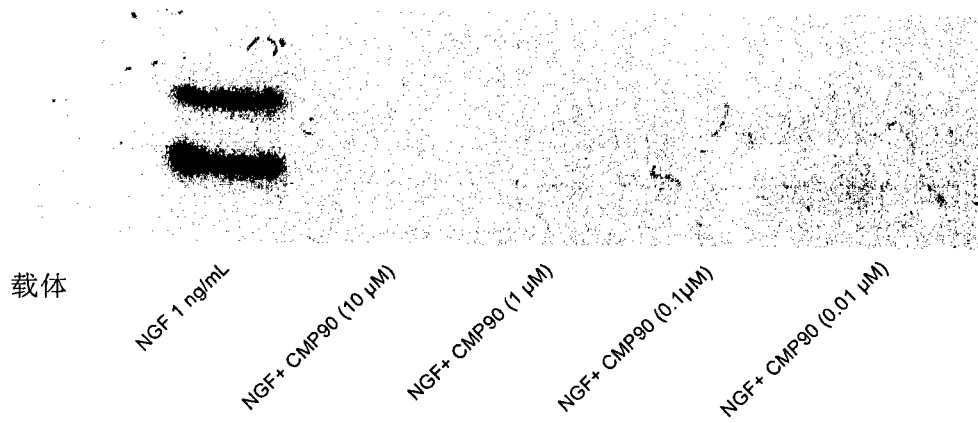 载体
NGF 1 ng/mL
NGF+ CMP90 (10 µM)
NGF+ CMP90 (1 µM)
NGF+ CMP90 (0.1µM)
NGF+ CMP90 (0.01 µM)